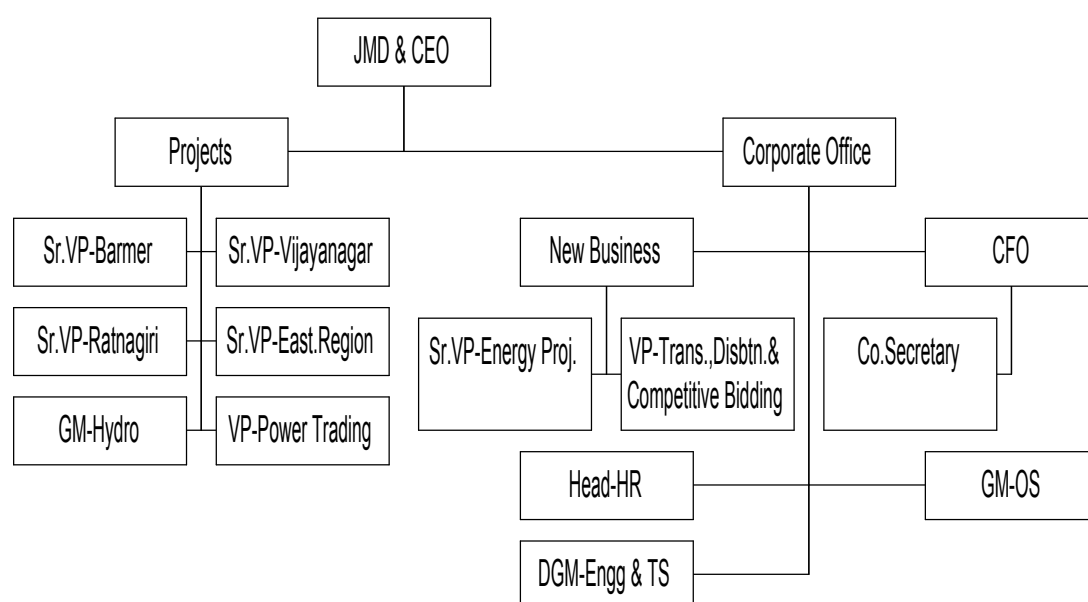 JMD & CEO
Projects
Corporate Office
Sr.VP-Barmer
Sr.VP-Vijayanagar
New Business
CFO
Sr.VP-Ratnagiri
Sr.VP-East.Region
Sr.VP-Energy Proj.
VP-Trans.,Disbtn.&
Competitive Bidding
Co.Secretary
GM-Hydro
VP-Power Trading
Head-HR
GM-OS
DGM-Engg & TS